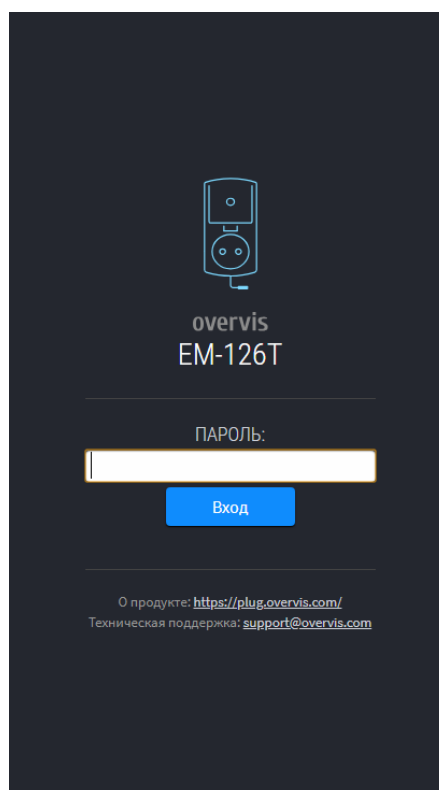 overvis
EM-126T
ПАРОЛЬ:
Вход
О продукте: https://plug.overvis.com/
Техническая поддержка: support@overvis.com